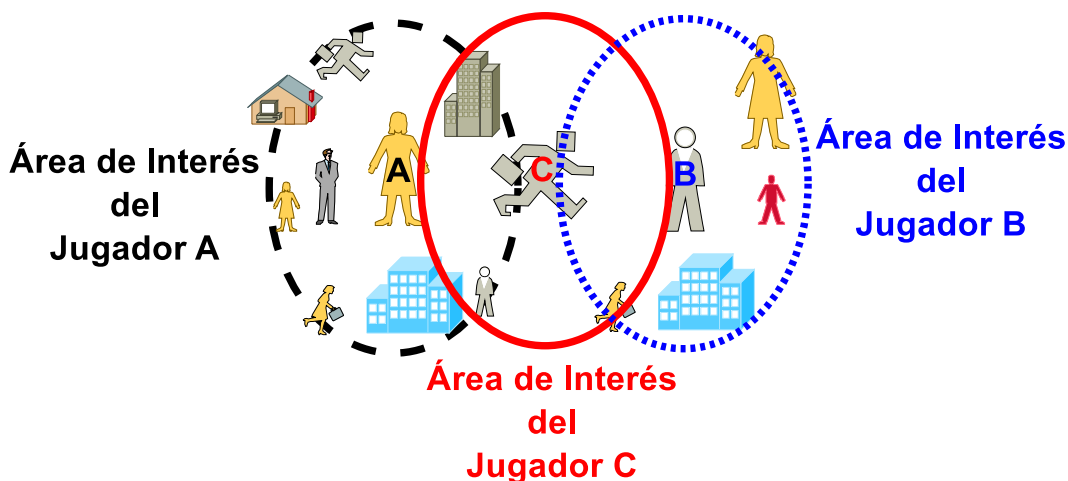 Área de Interés
del
Jugador A
A
C
B
Área de Interés
del
Jugador B
Área de Interés
del
Jugador C